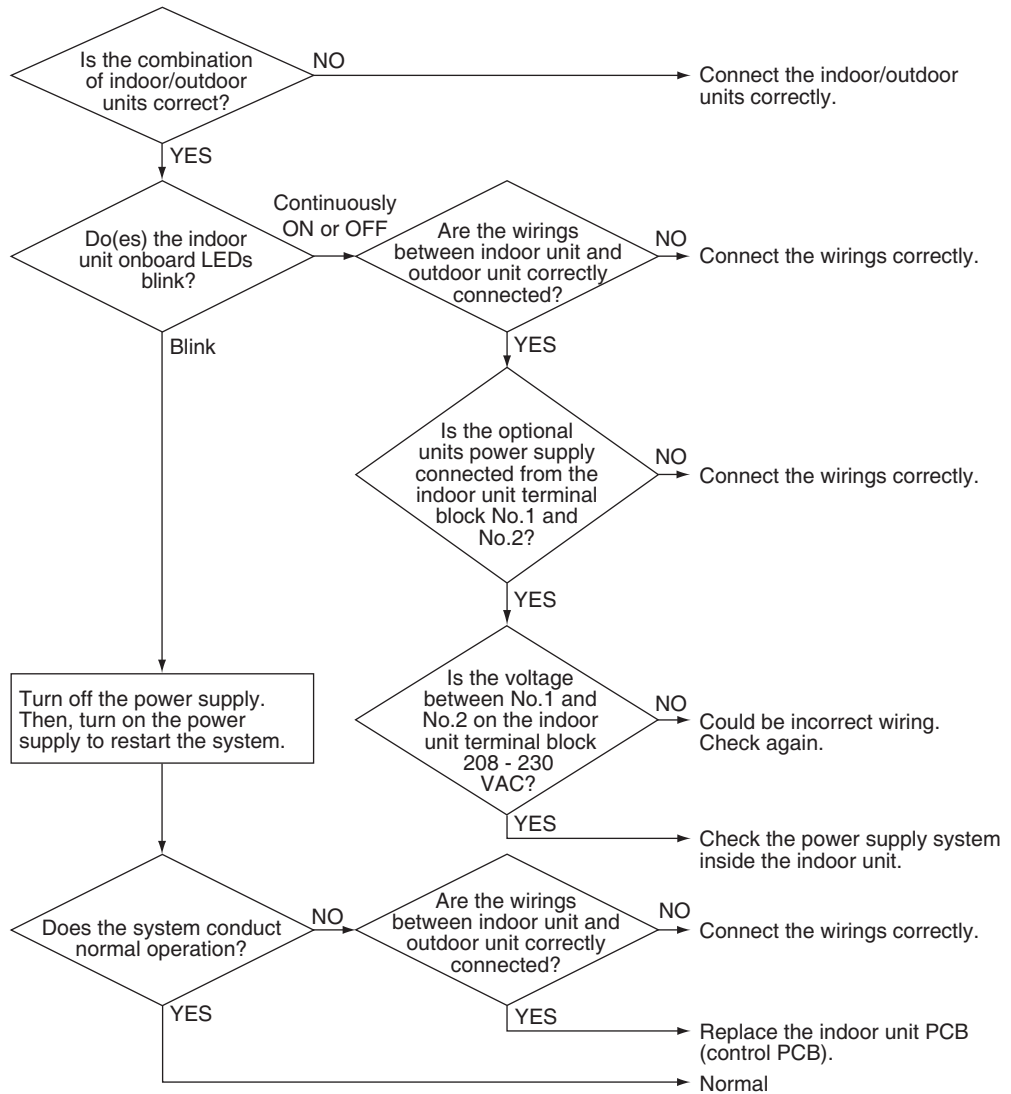 Is the combination
of indoor/outdoor
units correct?
NO
Connect the indoor/outdoor
units correctly.
YES
Do(es) the indoor
unit onboard LEDs
blink?
Continuously
ON or OFF
Are the wirings
between indoor unit and
outdoor unit correctly
connected?
NO
Connect the wirings correctly.
Blink
YES
Is the optional
units power supply
connected from the
indoor unit terminal
block No.1 and
No.2?
NO
Connect the wirings correctly.
YES
Turn off the power supply.
Then, turn on the power
supply to restart the system.
Is the voltage
between No.1 and
No.2 on the indoor
unit terminal block
208 - 230
VAC?
NO
Could be incorrect wiring.
Check again.
YES
Check the power supply system
inside the indoor unit.
Does the system conduct
normal operation?
NO
Are the wirings
between indoor unit and
outdoor unit correctly
connected?
NO
Connect the wirings correctly.
YES
YES
Replace the indoor unit PCB
(control PCB).
Normal